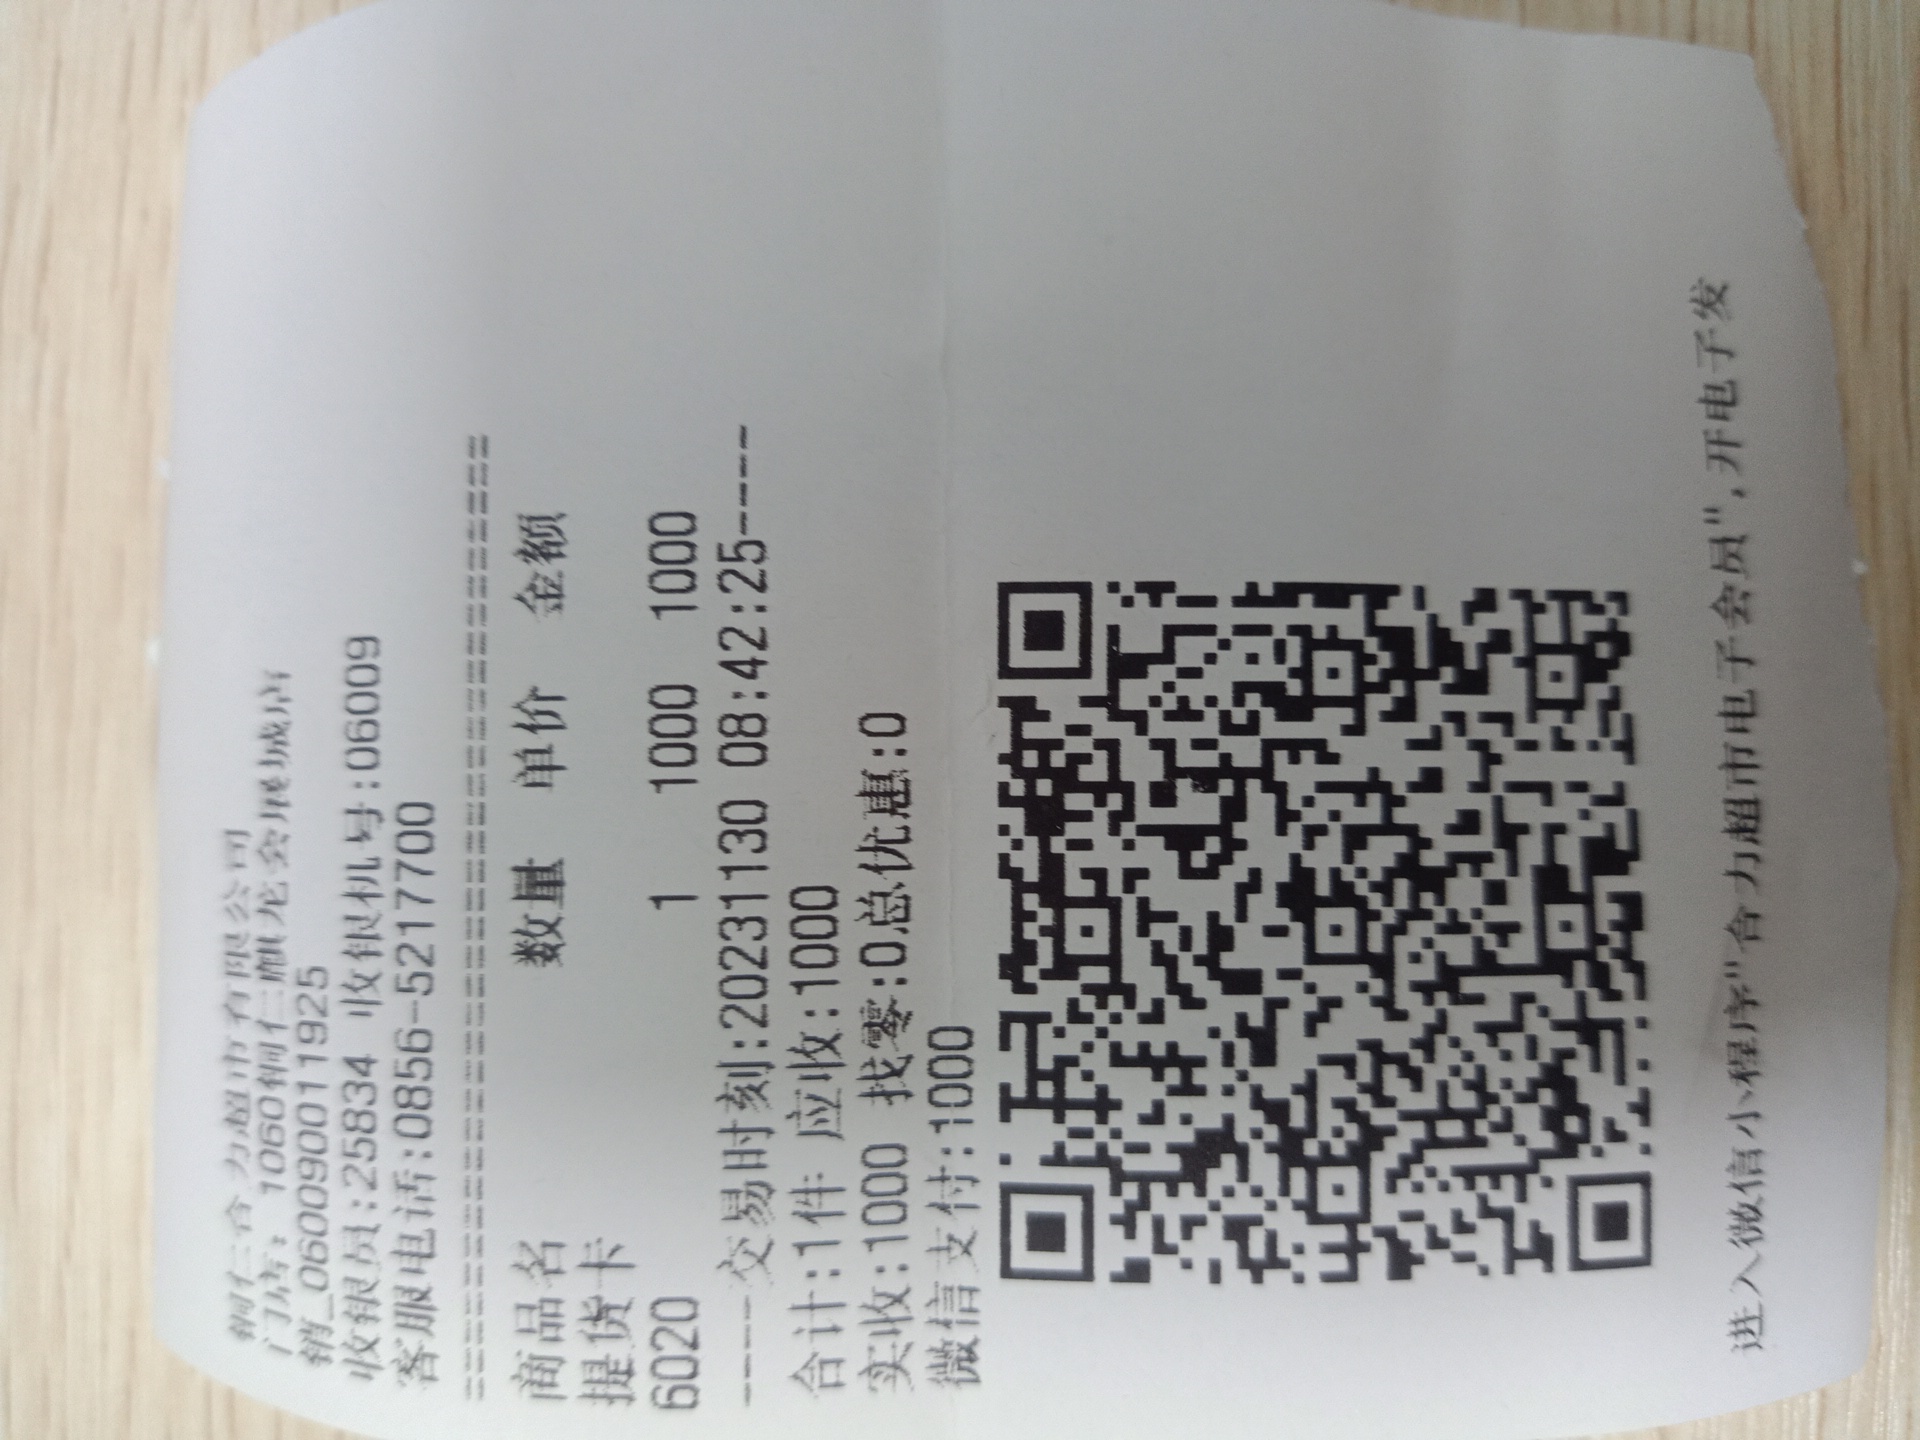 铜仁合力超市有限公司
门店: 1060铜仁麒龙会展城店
销_060090011925
收银员:25834 收银机号:06009
客服电话:0856-5217700
商品名 数量 单价 金额
提货卡
6020 1 1000 1000
----交易时刻:20231130 08:42:25----
合计:1件 应收:1000
实收:1000 找零:0总优惠:0
微信支付:1000
进入微信小程序"合力超市电子会员",开电子发